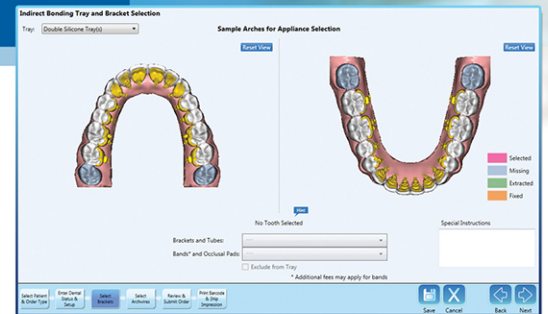 Indirect Bonding Tray and Bracket Selection
Tray: Double Silicone Tray(s)
Sample Arches for Appliance Selection
Reset View
Reset View
Selected
Missing
Extracted
Fixed
Hex
No Tooth Selected
Special Instructions
Brackets and Tubes:
Bands* and Occlusal Pads:
Exclude from Tray
* Additional fees may apply for bands
Select Patient
& Order Type
Enter Dental
Status &
Setup
Select
Brackets
Select
Archwires
Review &
Submit Order
Print Barcode
& Ship
Impression
Save
Cancel
Back
Next